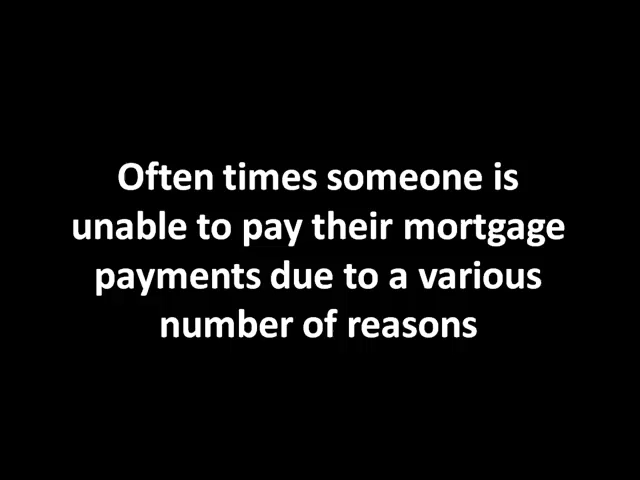 Often times someone is
unable to pay their mortgage
payments due to a various
number of reasons